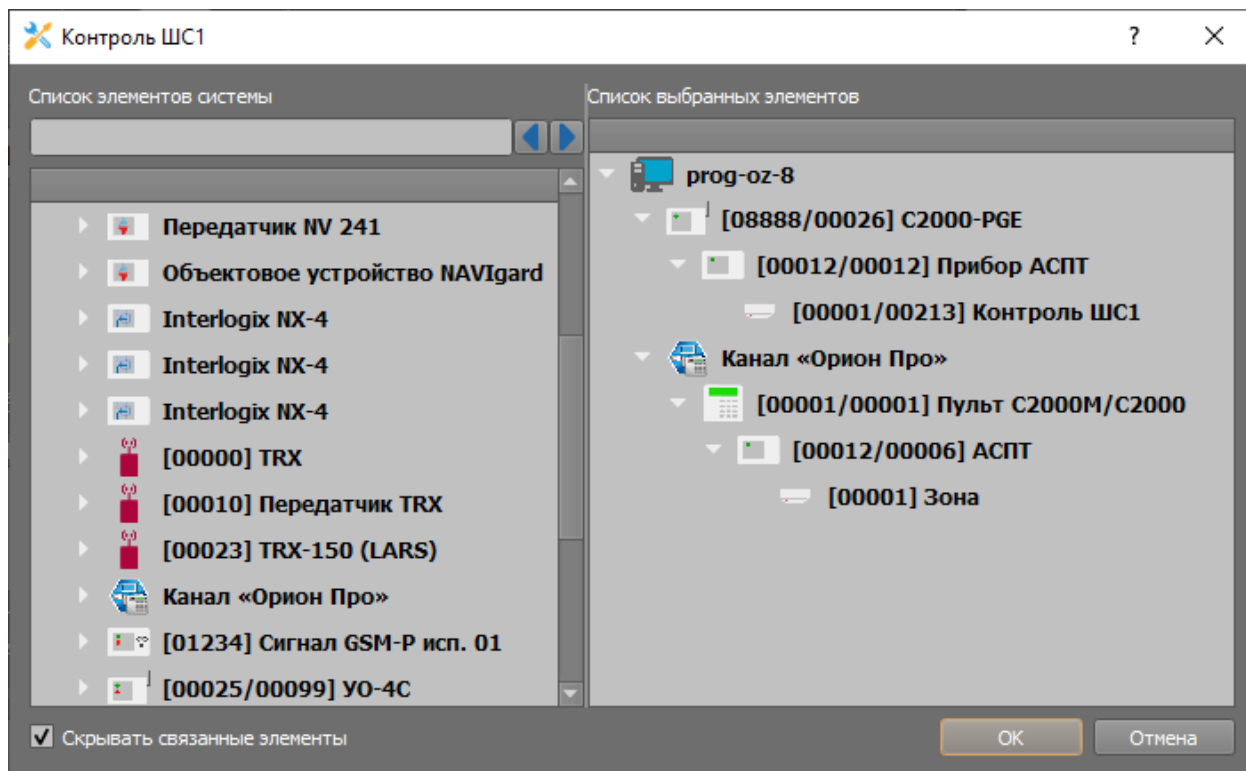 Контроль ШС1
?
Список элементов системы
Список выбранных элементов
Передатчик NV 241
Объектовое устройство NAVIgard
Interlogix NX-4
Interlogix NX-4
Interlogix NX-4
[00000] TRX
[00010] Передатчик TRX
[00023] TRX-150 (LARS)
Канал «Орион Про»
[01234] Сигнал GSM-P исп. 01
[00025/00099] УО-4С
prog-oz-8
[08888/00026] C2000-PGE
[00012/00012] Прибор АСПТ
[00001/00213] Контроль ШС1
Канал «Орион Про»
[00001/00001] Пульт С2000М/С2000
[00012/00006] АСПТ
[00001] Зона
Скрывать связанные элементы
OK
Отмена